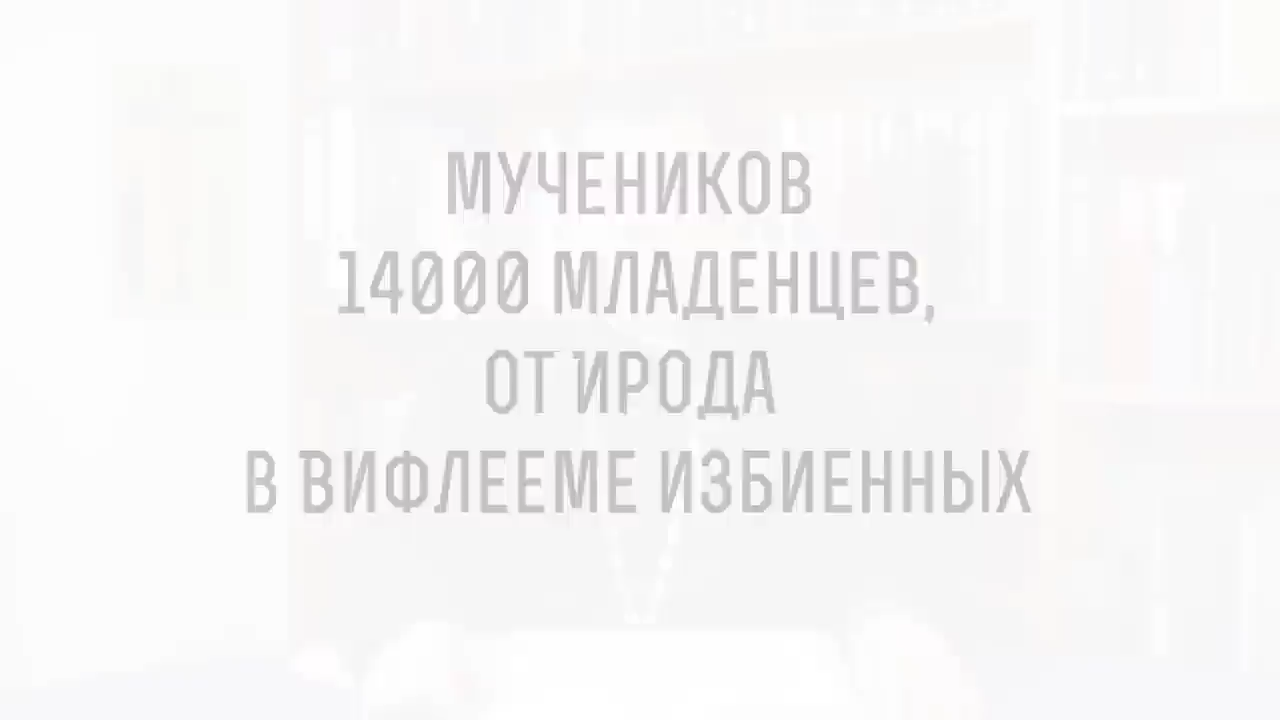 МУЧЕНИКОВ
14000 МЛАДЕНЦЕВ,
ОТ ИРОДА
В ВИФЛЕЕМЕ ИЗБИЕННЫХ